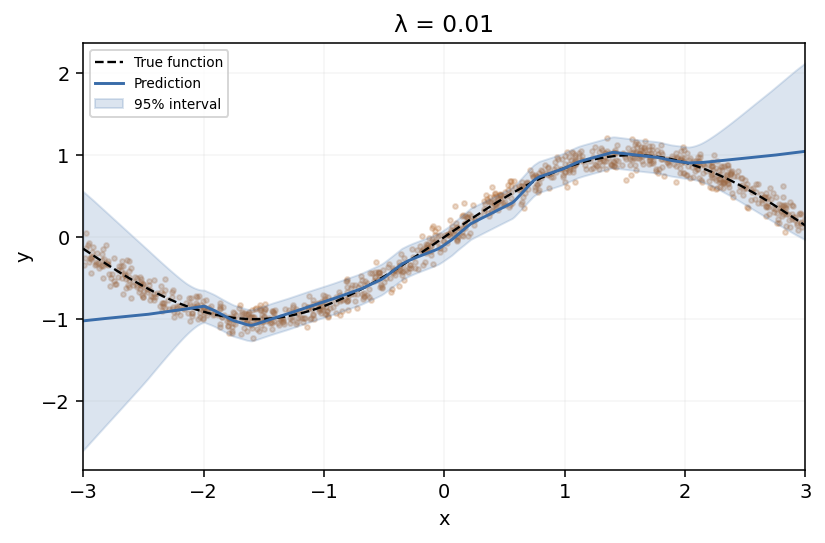 λ = 0.01
True function
Prediction
95% interval
y
2
1
0
−1
−2
−3
−2
−1
0
1
2
3
x